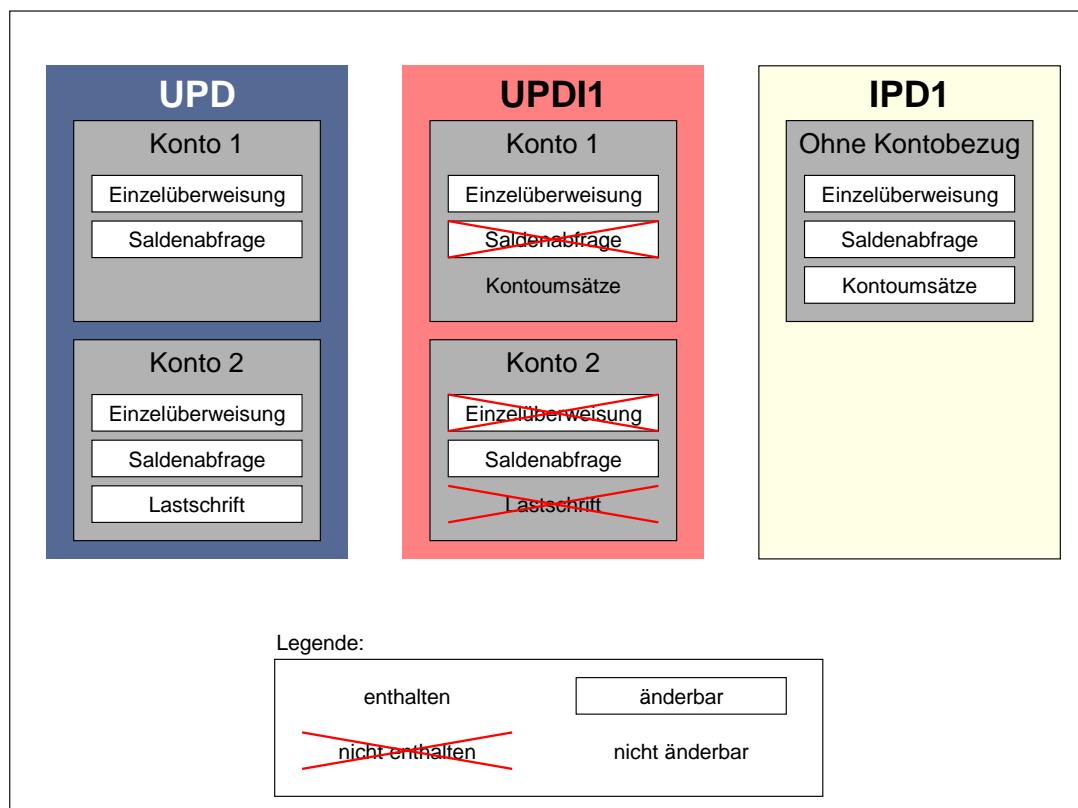 UPD
Konto 1
Einzelüberweisung
Saldenabfrage
Konto 2
Einzelüberweisung
Saldenabfrage
Lastschrift
UPDI1
Konto 1
Einzelüberweisung
Saldenabfrage
Kontoumsätze
Konto 2
Einzelüberweisung
Saldenabfrage
Lastschrift
IPD1
Ohne Kontobezug
Einzelüberweisung
Saldenabfrage
Kontoumsätze
Legende:
enthalten
änderbar
nicht enthalten
nicht änderbar